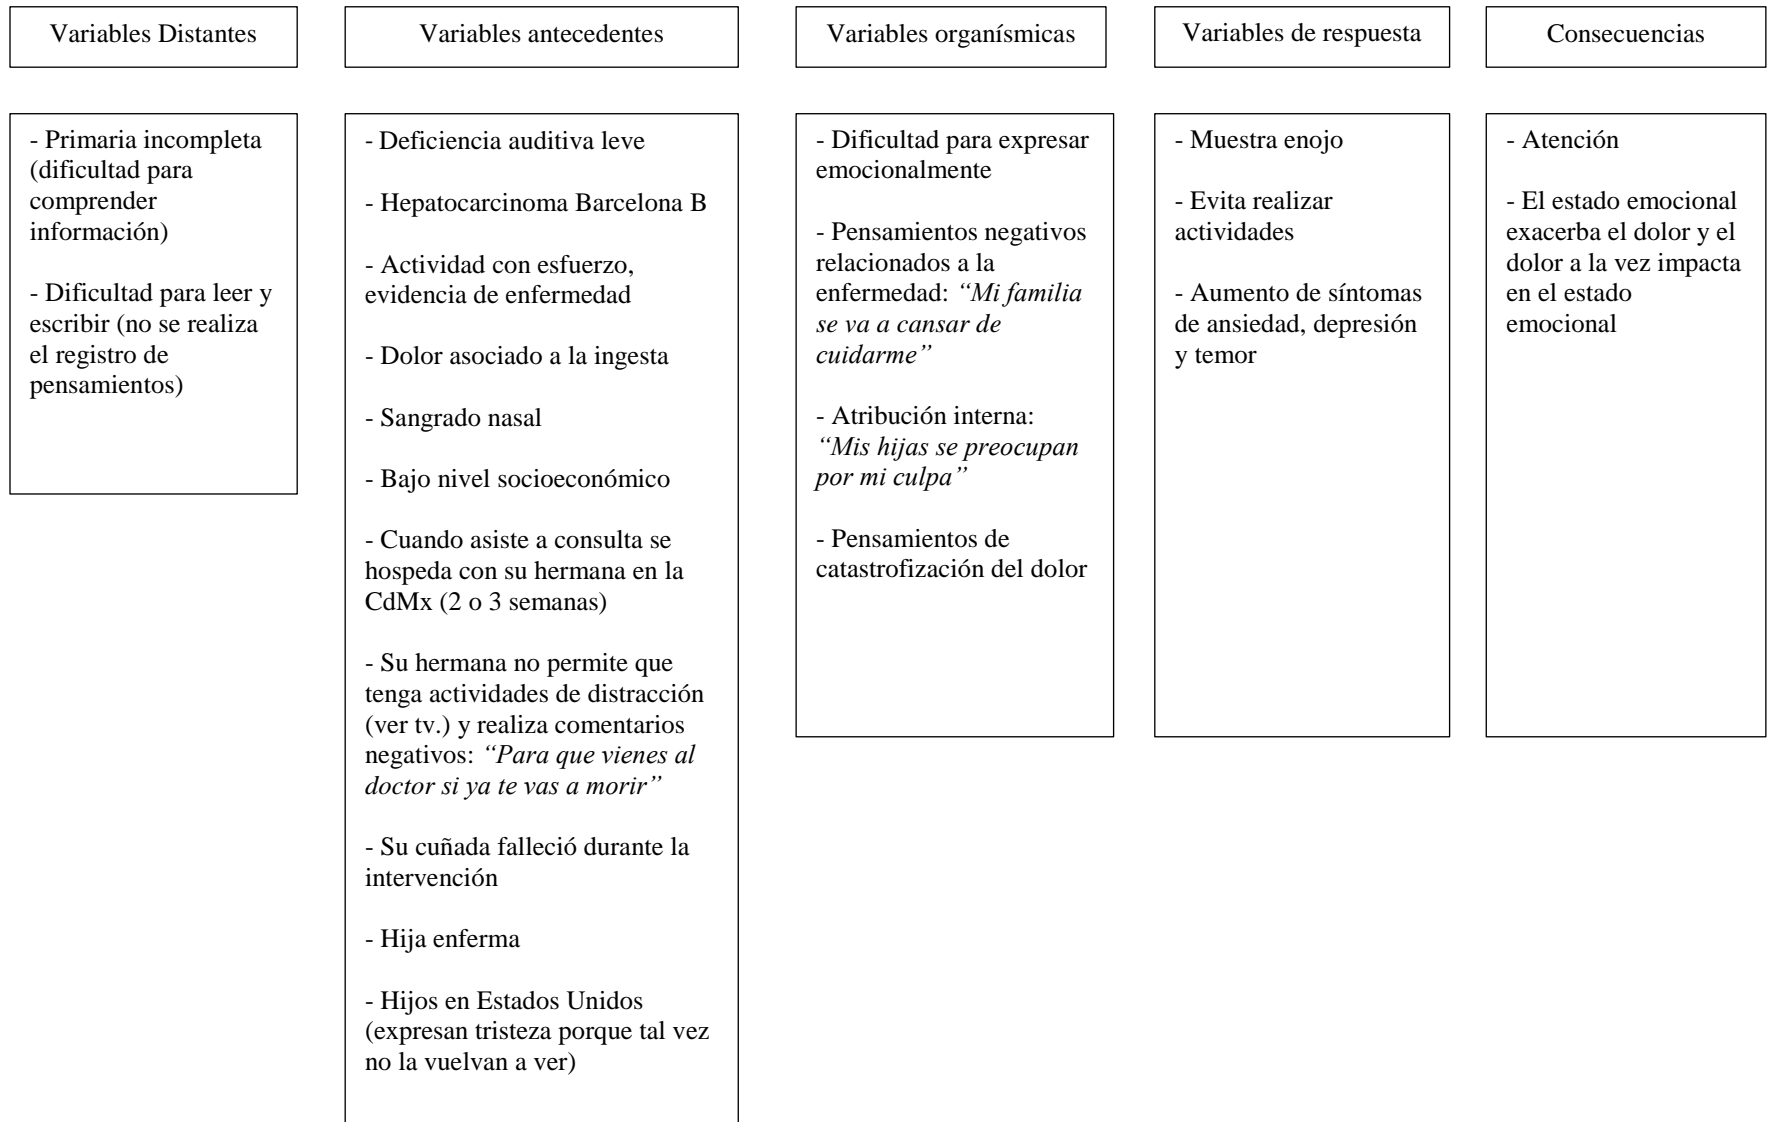 Variables Distantes
Variables antecedentes
Variables organísmicas
Variables de respuesta
Consecuencias
- Primaria incompleta
(dificultad para
comprender
información)
- Dificultad para leer y
escribir (no se realiza
el registro de
pensamientos)
- Deficiencia auditiva leve
- Hepatocarcinoma Barcelona B
- Actividad con esfuerzo,
evidencia de enfermedad
- Dolor asociado a la ingesta
- Sangrado nasal
- Bajo nivel socioeconómico
- Cuando asiste a consulta se
hospeda con su hermana en la
CdMx (2 o 3 semanas)
- Su hermana no permite que
tenga actividades de distracción
(ver tv.) y realiza comentarios
negativos: “Para que vienes al
doctor si ya te vas a morir”
- Su cuñada falleció durante la
intervención
- Hija enferma
- Hijos en Estados Unidos
(expresan tristeza porque tal vez
no la vuelvan a ver)
- Dificultad para expresar
emocionalmente
- Pensamientos negativos
relacionados a la
enfermedad: “Mi familia
se va a cansar de
cuidarme”
- Atribución interna:
“Mis hijas se preocupan
por mi culpa”
- Pensamientos de
catastrofización del dolor
- Muestra enojo
- Evita realizar
actividades
- Aumento de síntomas
de ansiedad, depresión
y temor
- Atención
- El estado emocional
exacerba el dolor y el
dolor a la vez impacta
en el estado
emocional